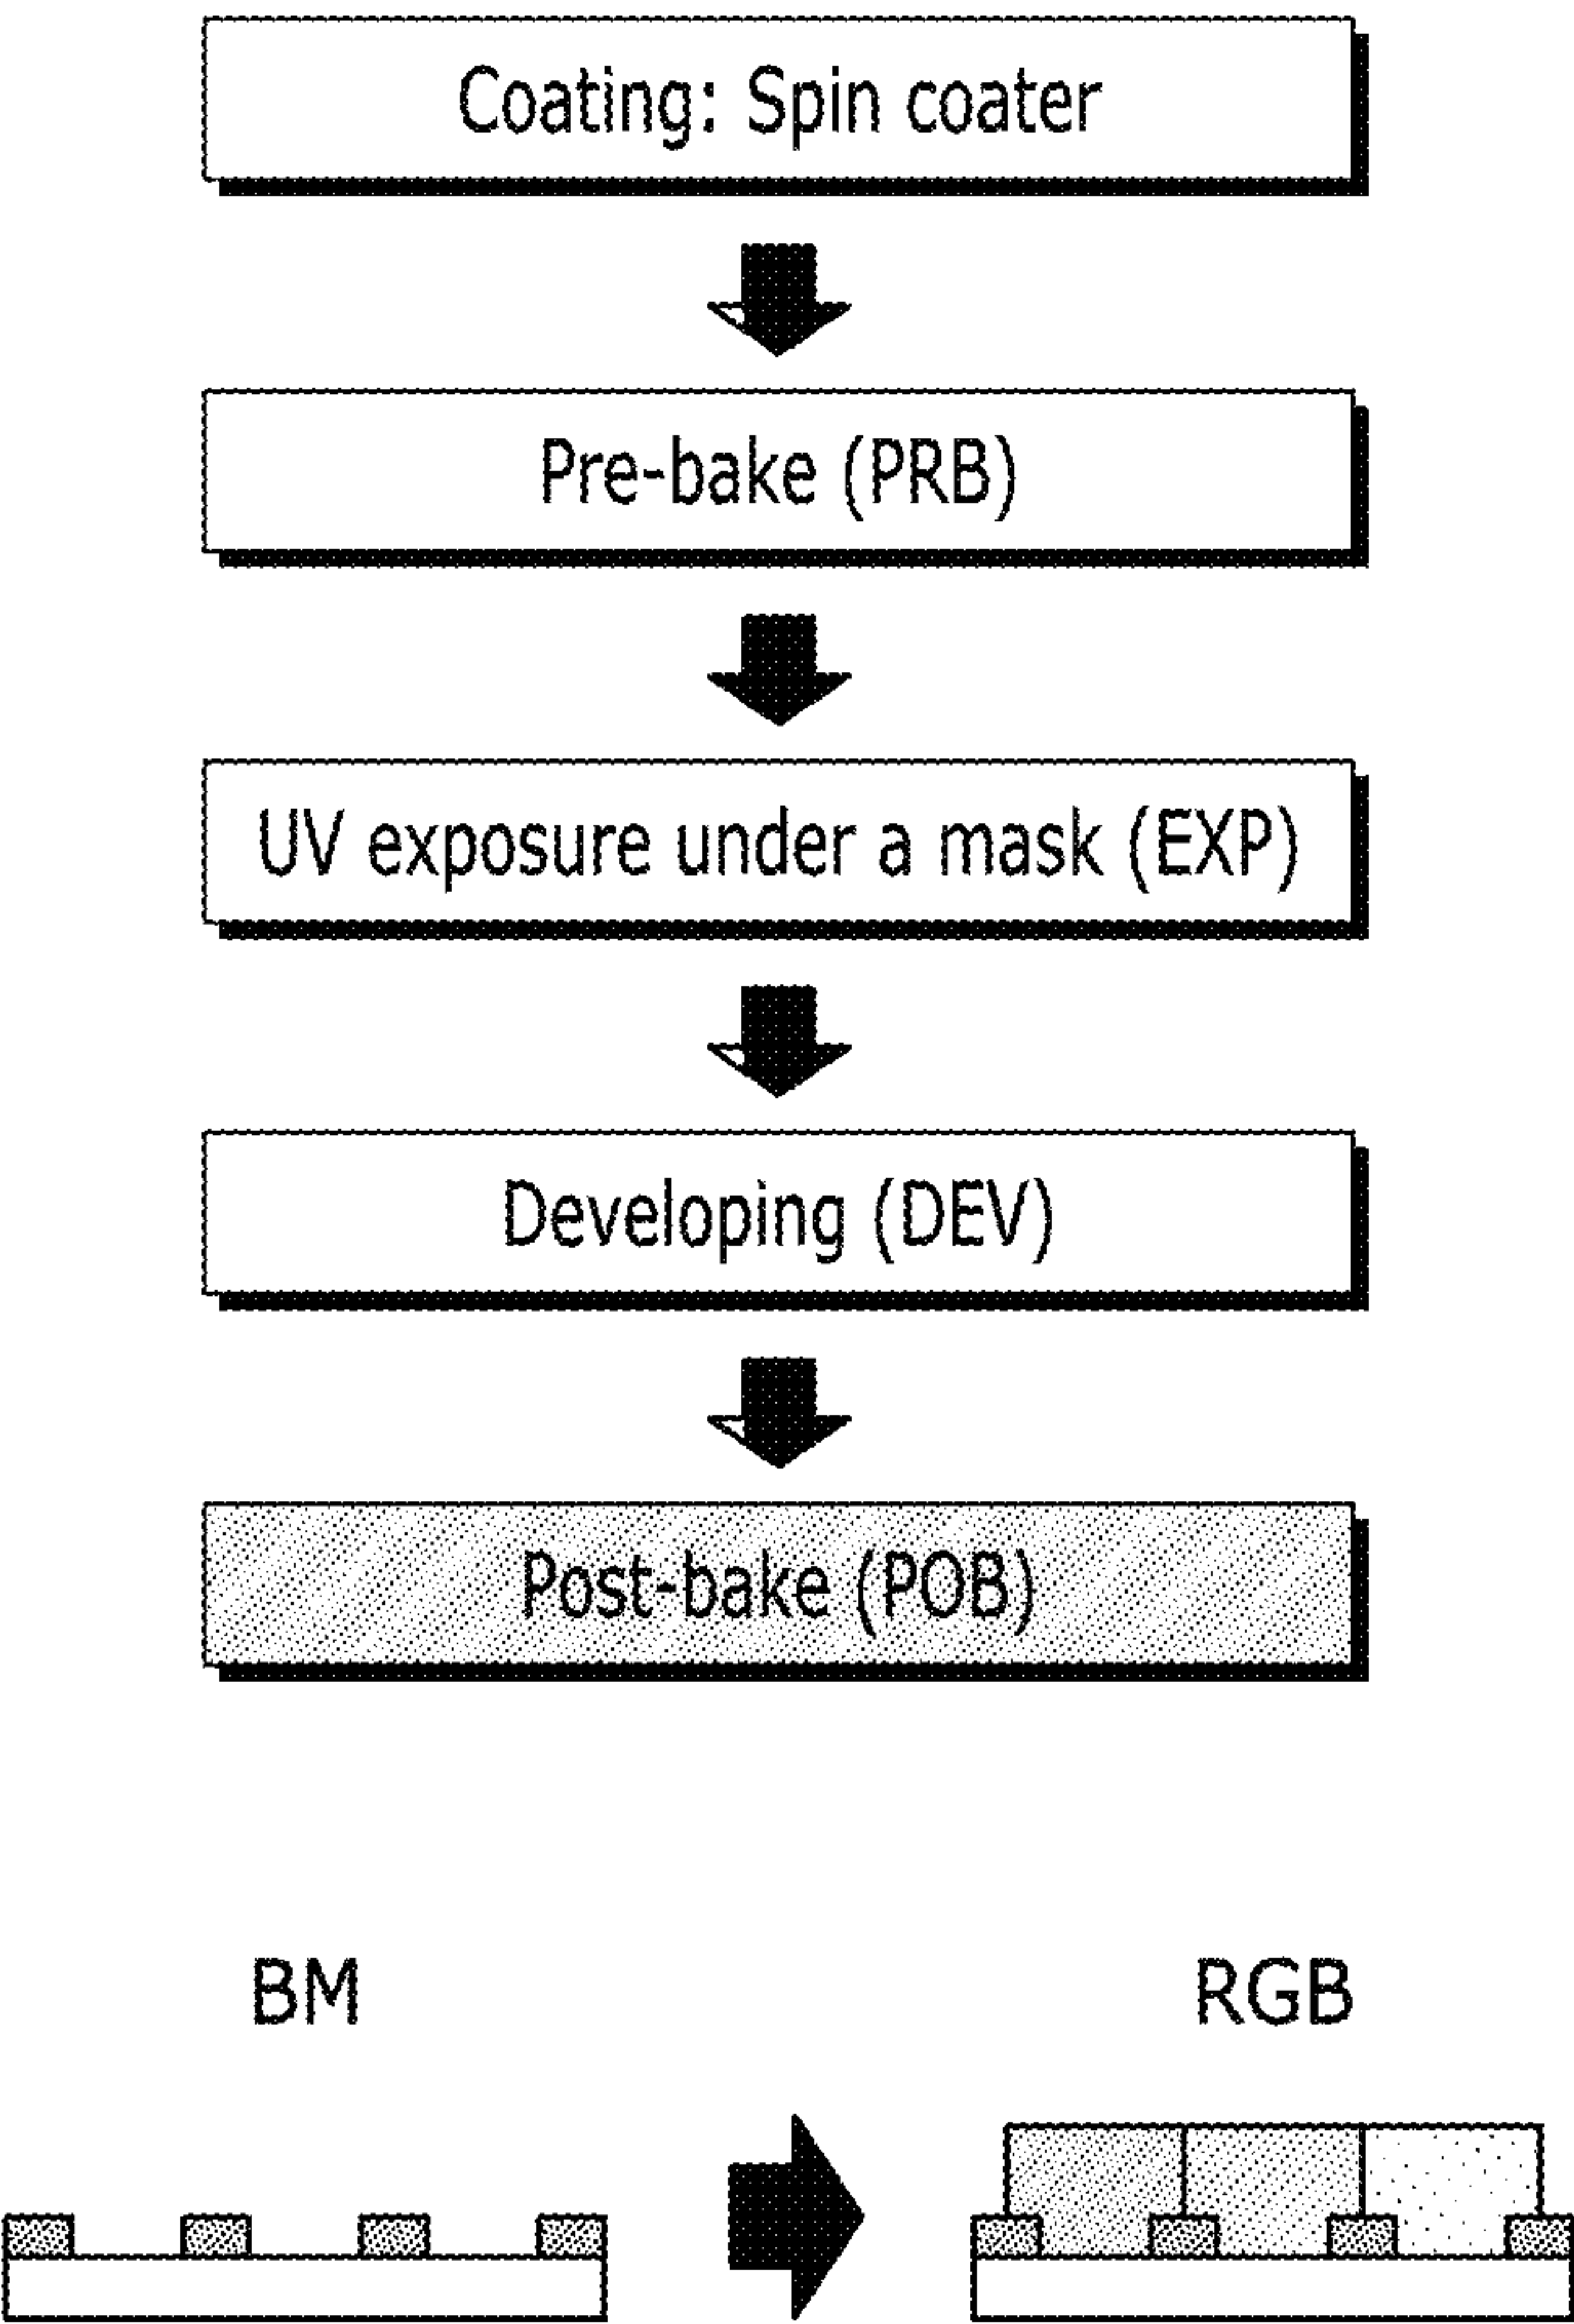 Coating: Spin coater
Pre-bake (PRB)
UV exposure under a mask (EXP)
Developing (DEV)
Post-bake (POB)
BM
RGB